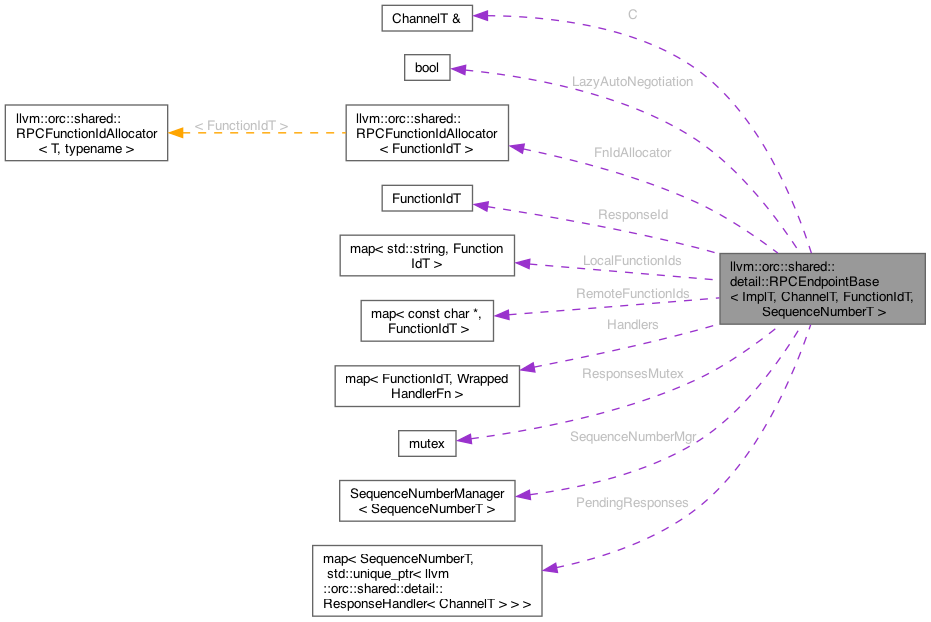 ChannelT &
C
bool
LazyAutoNegotiation
llvm::orc::shared::
RPCFunctionIdAllocator
< T, typename >
< FunctionIdT >
llvm::orc::shared::
RPCFunctionIdAllocator
< FunctionIdT >
FnIdAllocator
FunctionIdT
ResponseId
map< std::string, Function
IdT >
LocalFunctionIds
map< const char *,
FunctionIdT >
RemoteFunctionIds
llvm::orc::shared::
detail::RPCEndpointBase
< ImplT, ChannelT, FunctionIdT,
SequenceNumberT >
Handlers
map< FunctionIdT, Wrapped
HandlerFn >
ResponsesMutex
mutex
SequenceNumberMgr
SequenceNumberManager
< SequenceNumberT >
PendingResponses
map< SequenceNumberT,
std::unique_ptr< llvm
::orc::shared::detail::
ResponseHandler< ChannelT > > >